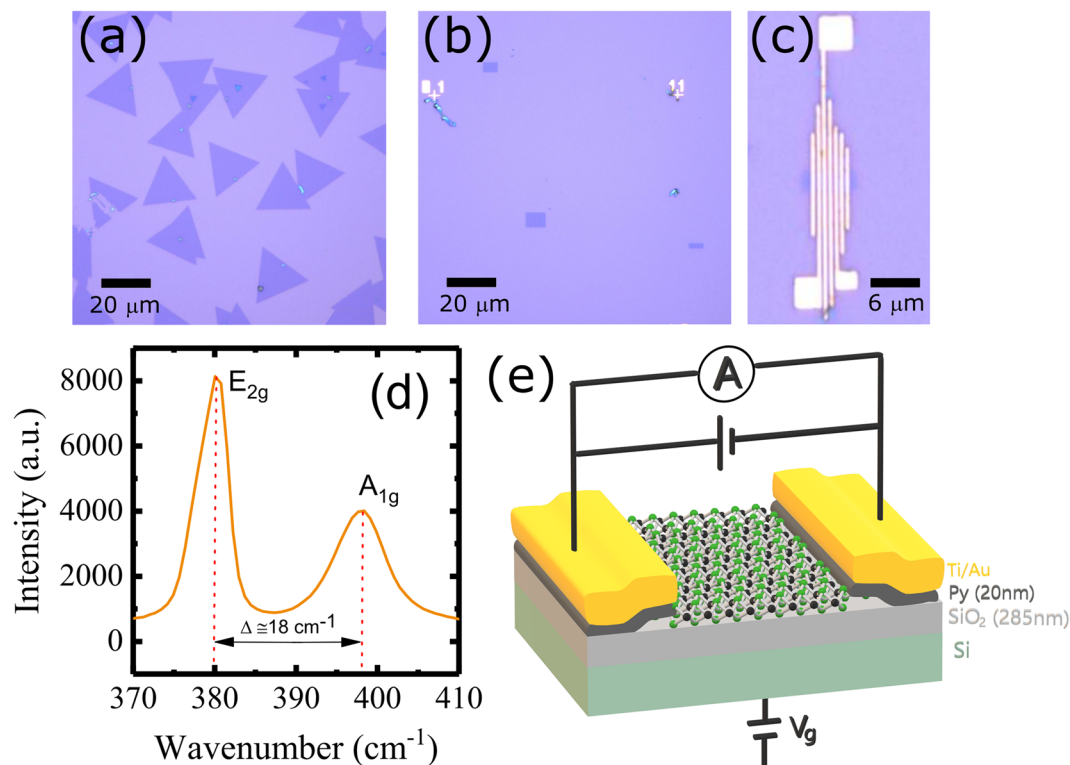 (a)
20 μm
(b)
11
20 μm
(c)
6 μm
(d)
E2g
A1g
Δ ≅18 cm-1
Intensity (a.u.)
8000
6000
4000
2000
0
370 380 390 400 410
Wavenumber (cm-1)
(e)
A
Ti/Au
Py (20nm)
SiO2 (285nm)
Si
Vg